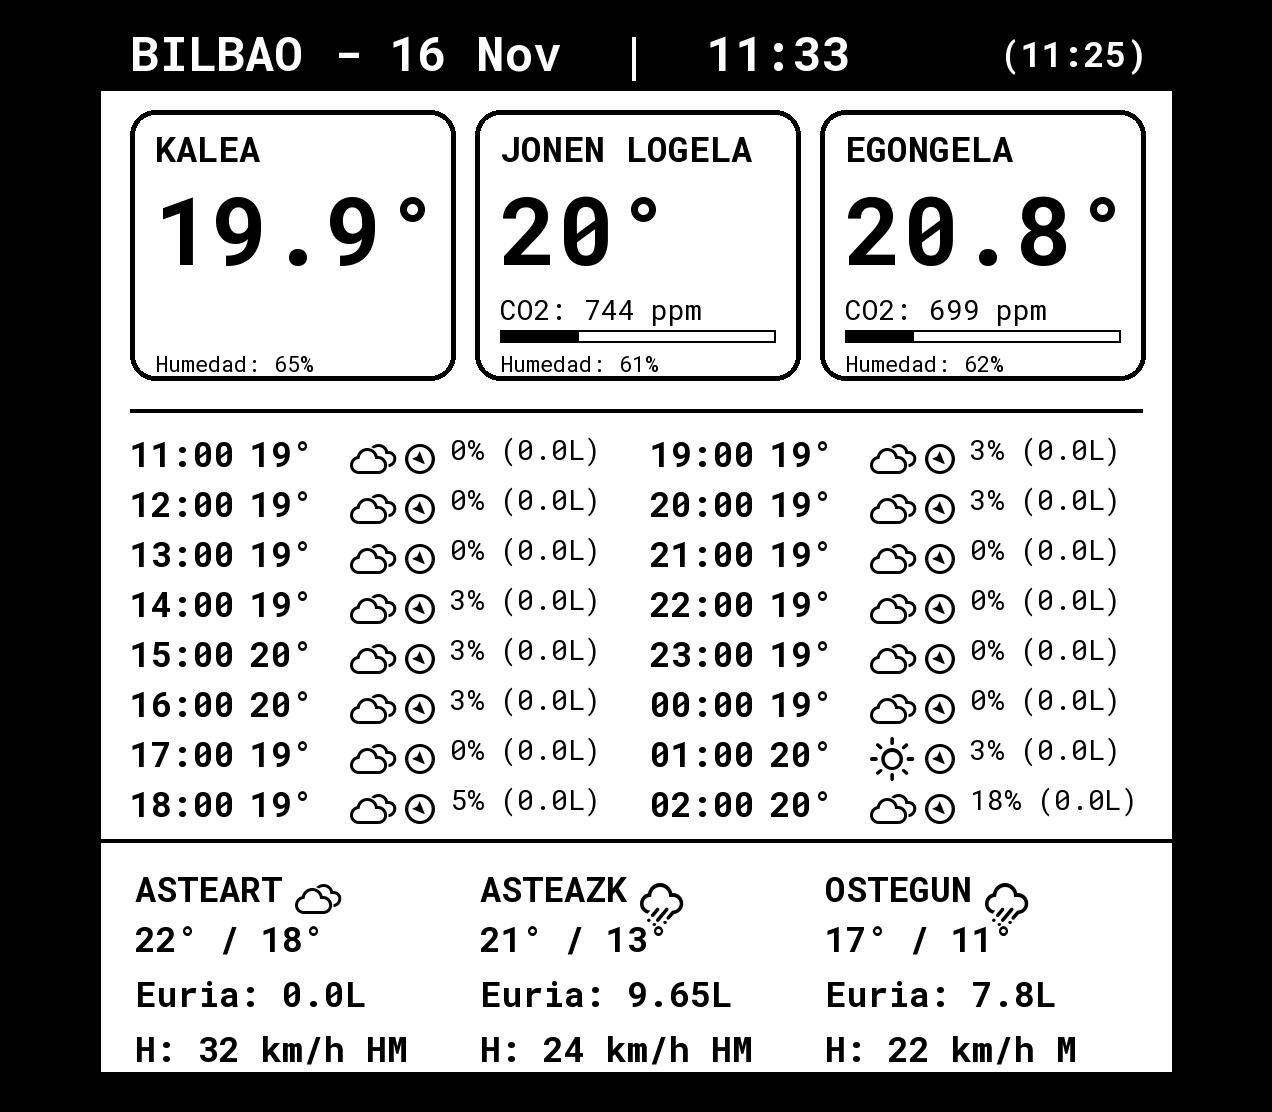 BILBAO - 16 Nov | 11:33 (11:25)
KALEA
19.9°
Humedad: 65%
JONEN LOGELA
20°
CO2: 744 ppm
Humedad: 61%
EGONGELA
20.8°
CO2: 699 ppm
Humedad: 62%
11:00 19° 0% (0.0L)
12:00 19° 0% (0.0L)
13:00 19° 0% (0.0L)
14:00 19° 3% (0.0L)
15:00 20° 3% (0.0L)
16:00 20° 3% (0.0L)
17:00 19° 0% (0.0L)
18:00 19° 5% (0.0L)
19:00 19° 3% (0.0L)
20:00 19° 3% (0.0L)
21:00 19° 0% (0.0L)
22:00 19° 0% (0.0L)
23:00 19° 0% (0.0L)
00:00 19° 0% (0.0L)
01:00 20° 3% (0.0L)
02:00 20° 18% (0.0L)
ASTEART
22° / 18°
Euria: 0.0L
H: 32 km/h HM
ASTEAZK
21° / 13°
Euria: 9.65L
H: 24 km/h HM
OSTEGUN
17° / 11°
Euria: 7.8L
H: 22 km/h M